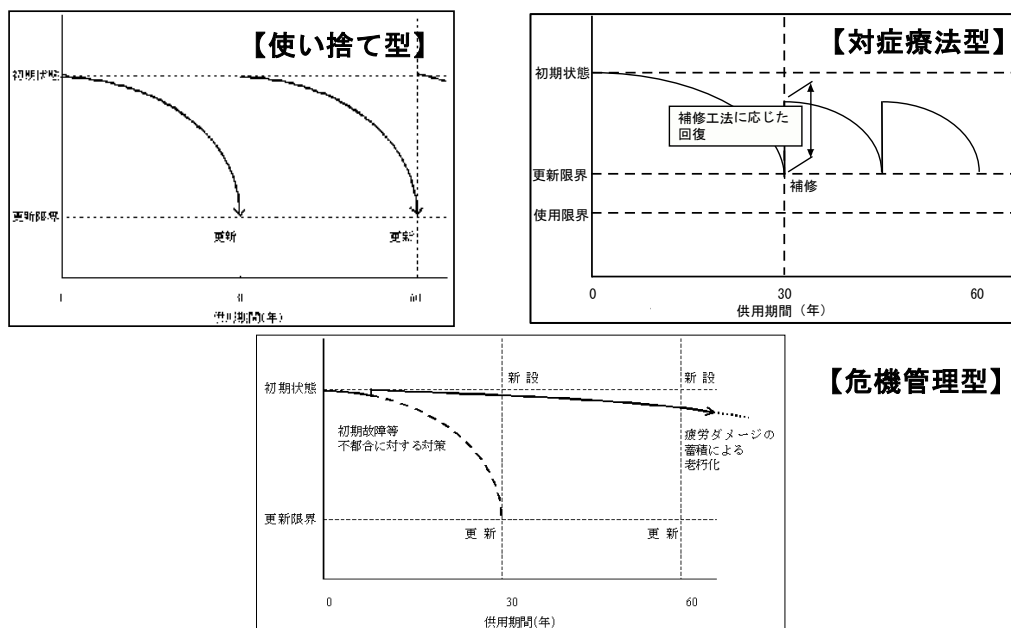 【使い捨て型】
初期状態
更新限界
更新
更新
供用期間(年)
【対症療法型】
初期状態
補修工法に応じた
回復
更新限界
補修
使用限界
0
30
60
供用期間（年）
【危機管理型】
初期状態
新 設
新 設
初期故障等
不都合に対する対策
疲労ダメージの
蓄積による
老朽化
更新限界
更 新
更 新
0
30
60
供用期間(年)